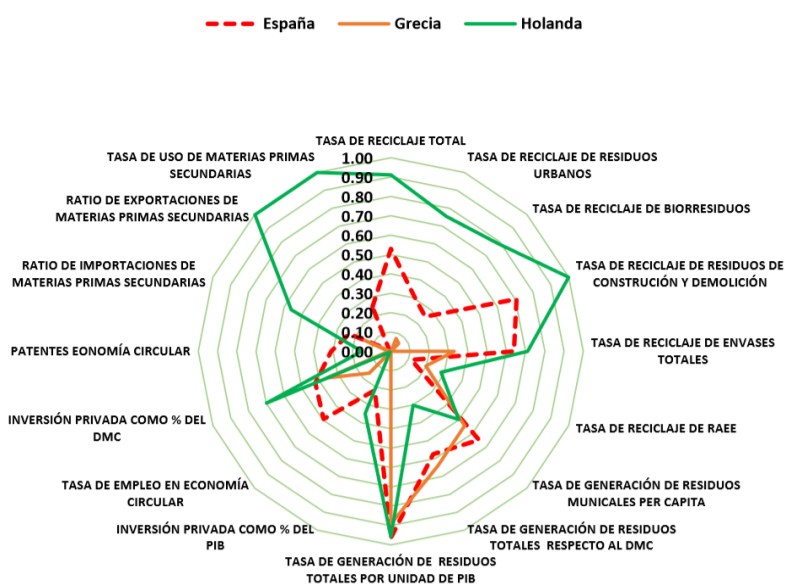 España Grecia Holanda
TASA DE RECICLAJE TOTAL
TASA DE RECICLAJE DE RESIDUOS
URBANOS
TASA DE RECICLAJE DE BIORRESIDUOS
TASA DE RECICLAJE DE RESIDUOS DE
CONSTRUCIÓN Y DEMOLICIÓN
TASA DE RECICLAJE DE ENVASES
TOTALES
TASA DE RECICLAJE DE RAEE
TASA DE GENERACIÓN DE RESIDUOS
MUNICALES PER CAPITA
TASA DE GENERACIÓN DE RESIDUOS
TOTALES RESPECTO AL DMC
TASA DE GENERACIÓN DE RESIDUOS
TOTALES POR UNIDAD DE PIB
INVERSIÓN PRIVADA COMO % DEL
PIB
TASA DE EMPLEO EN ECONOMÍA
CIRCULAR
INVERSIÓN PRIVADA COMO % DEL
DMC
PATENTES EONOMÍA CIRCULAR
RATIO DE IMPORTACIONES DE
MATERIAS PRIMAS SECUNDARIAS
RATIO DE EXPORTACIONES DE
MATERIAS PRIMAS SECUNDARIAS
TASA DE USO DE MATERIAS PRIMAS
SECUNDARIAS
1.00
0.90
0.80
0.70
0.60
0.50
0.40
0.30
0.20
0.10
0.00